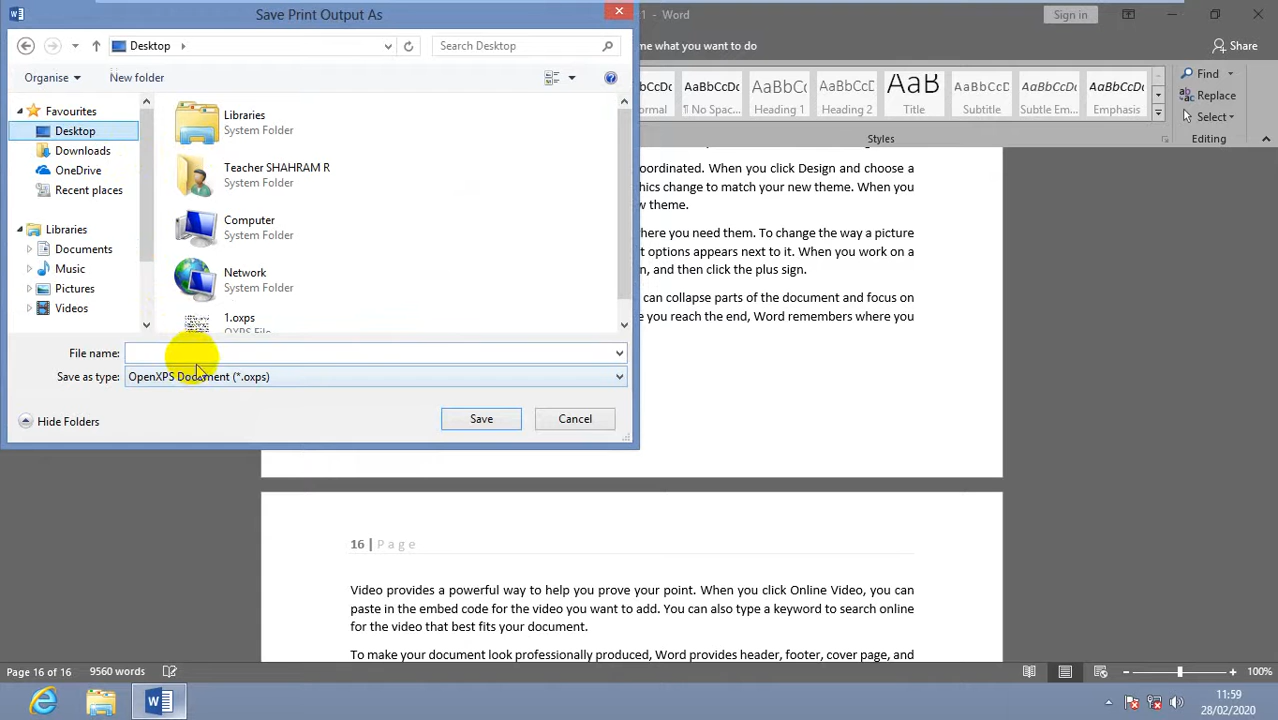 Save Print Output As
1 - Word
Sign in
Desktop
Search Desktop
me what you want to do
Share
Organise
New folder
AaBbCcDc
AaBbCcDc
AaBbCc
AaBbCcD
AaB
AaBbCcC
AaBbCcDc
AaBbCcDc
ormal
¶ No Spac...
Heading 1
Heading 2
Title
Subtitle
Subtle Em...
Emphasis
Find
Replace
Select
Styles
Editing
Favourites
Desktop
Downloads
OneDrive
Recent places
Libraries
Documents
Music
Pictures
Videos
Libraries
System Folder
Teacher SHAHRAM R
System Folder
Computer
System Folder
Network
System Folder
1.oxps
OXPS File
File name:
Save as type:
OpenXPS Document (*.oxps)
Hide Folders
Save
Cancel
oordinated. When you click Design and choose a
hics change to match your new theme. When you
w theme.
here you need them. To change the way a picture
t options appears next to it. When you work on a
n, and then click the plus sign.
can collapse parts of the document and focus on
e you reach the end, Word remembers where you
16 | Page
Video provides a powerful way to help you prove your point. When you click Online Video, you can
paste in the embed code for the video you want to add. You can also type a keyword to search online
for the video that best fits your document.
To make your document look professionally produced, Word provides header, footer, cover page, and
Page 16 of 16
9560 words
100%
11:59
28/02/2020